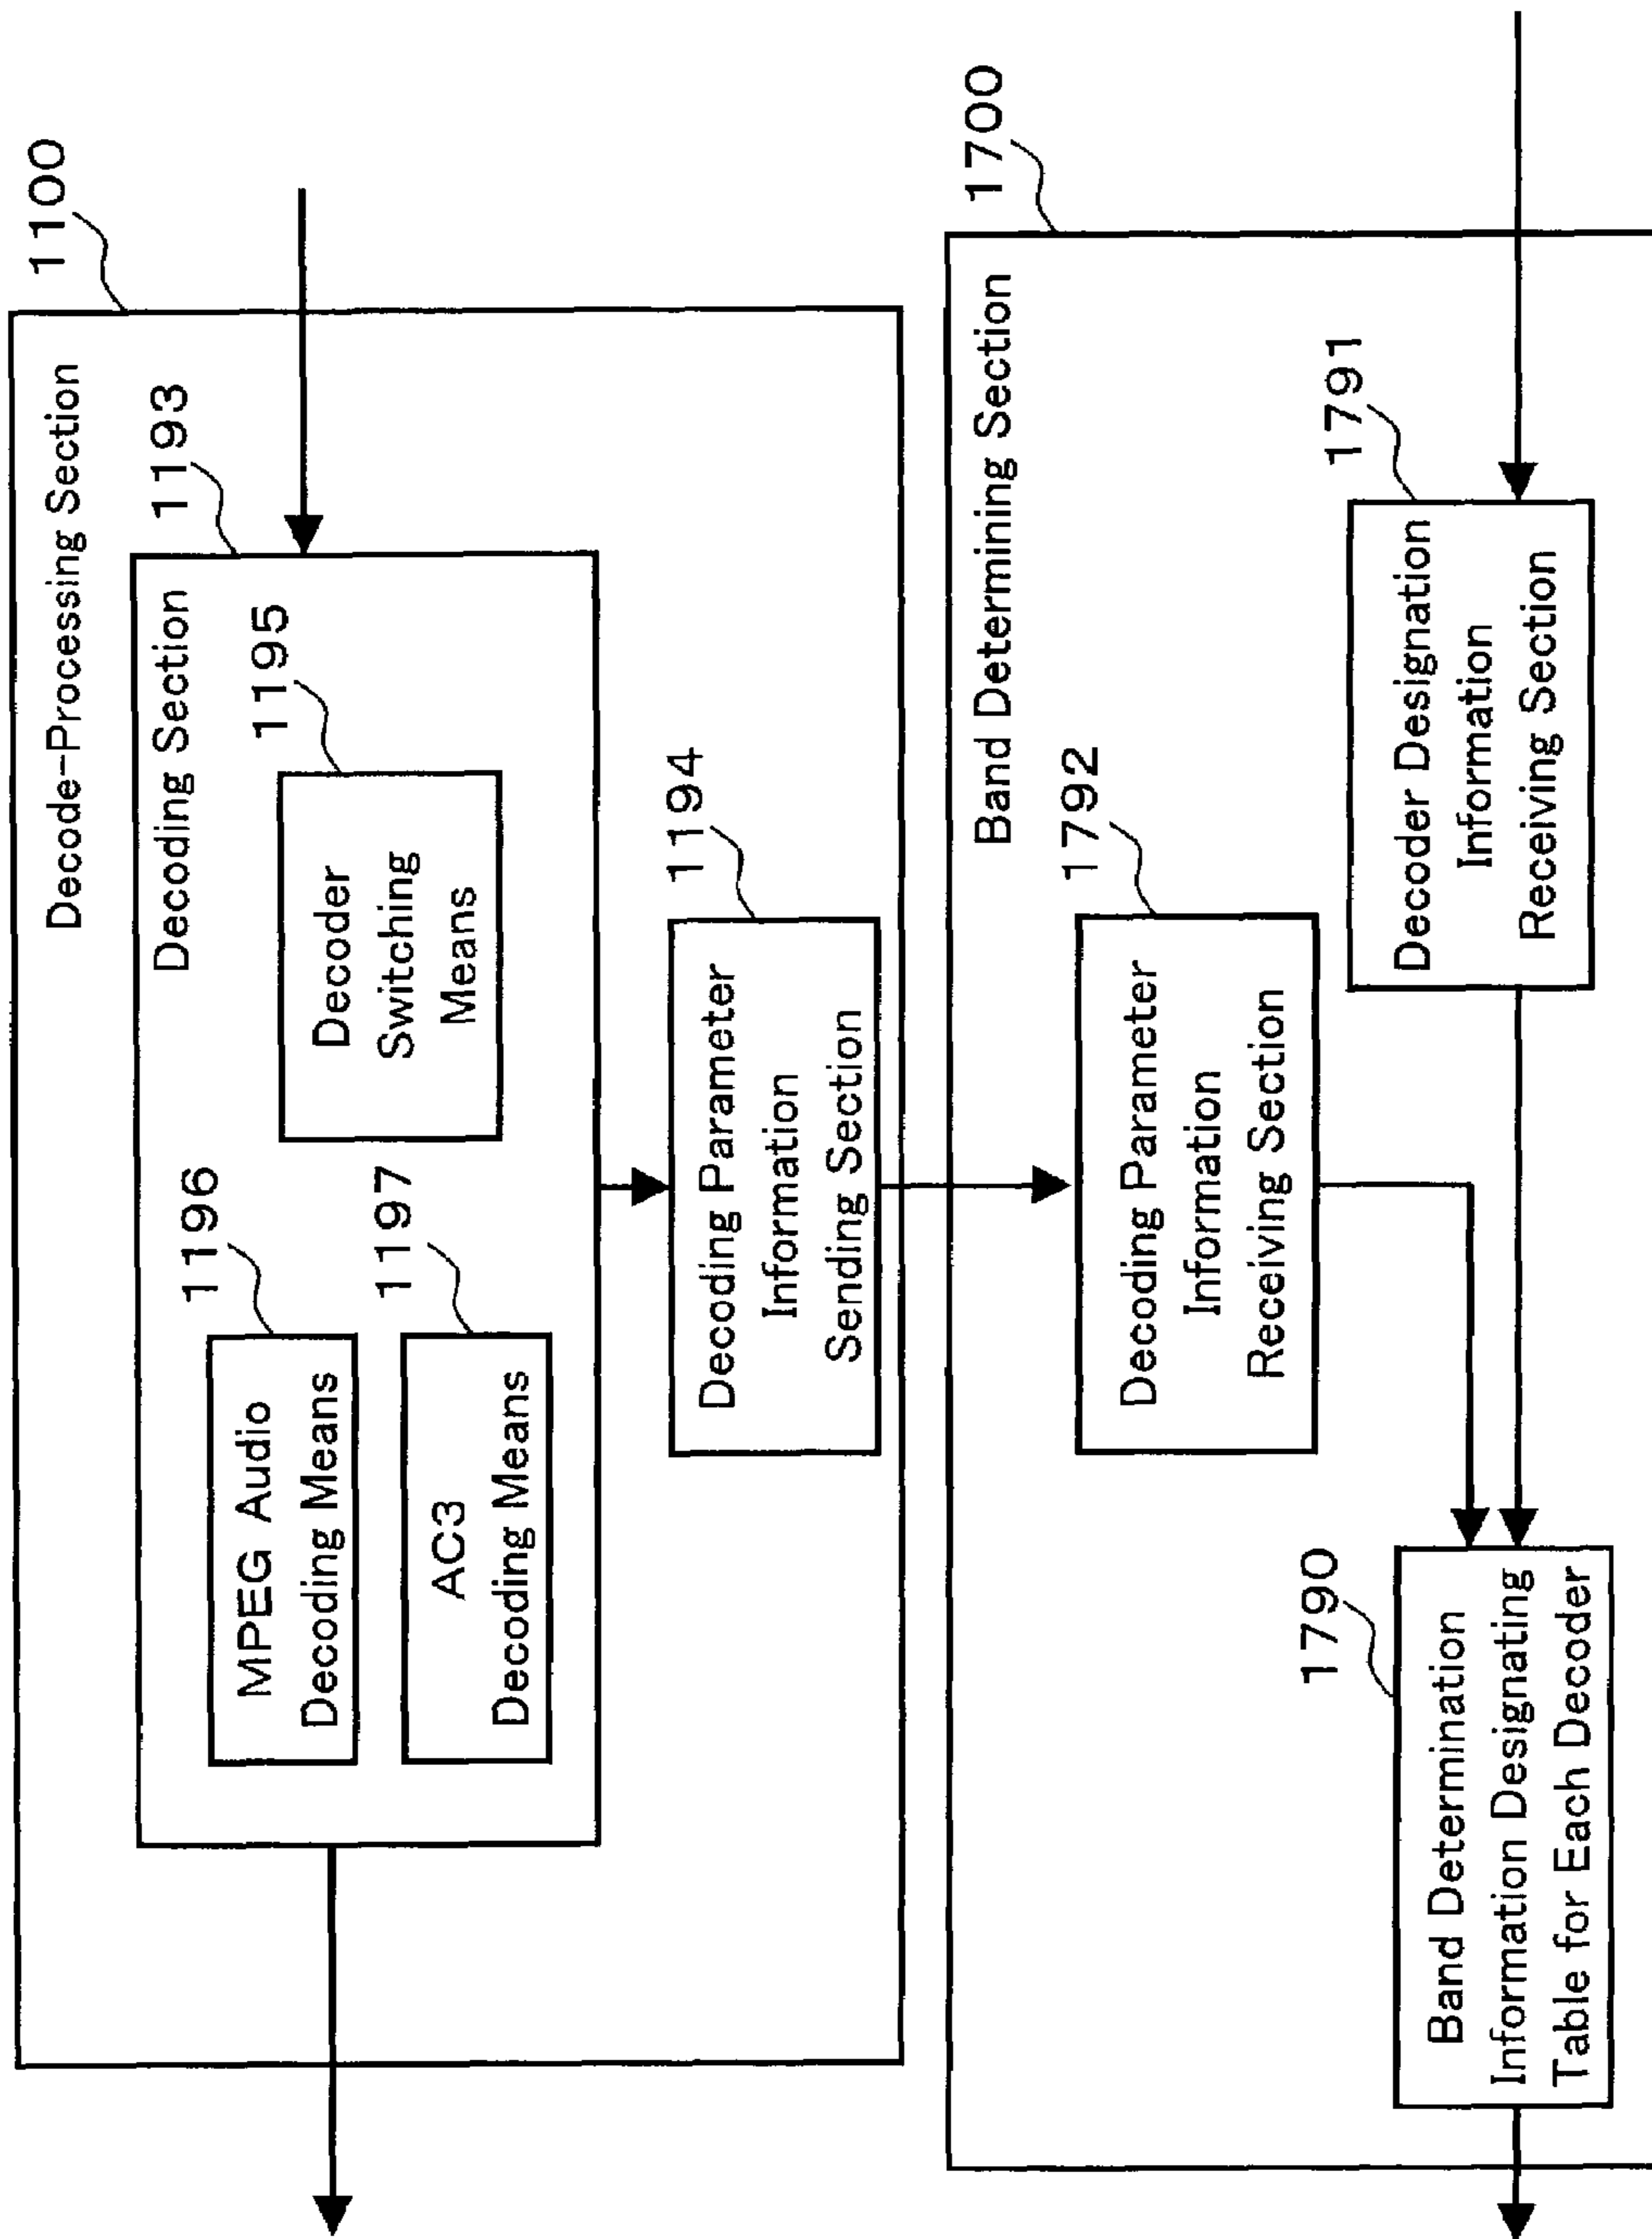 1100
Decode-Processing Section
1193
Decoding Section
1196
MPEG Audio
Decoding Means
1195
Decoder
Switching
Means
1197
AC3
Decoding Means
1194
Decoding Parameter
Information
Sending Section
1700
Band Determining Section
1792
Decoding Parameter
Information
Receiving Section
1791
Decoder Designation
Information
Receiving Section
1790
Band Determination
Information Designating
Table for Each Decoder